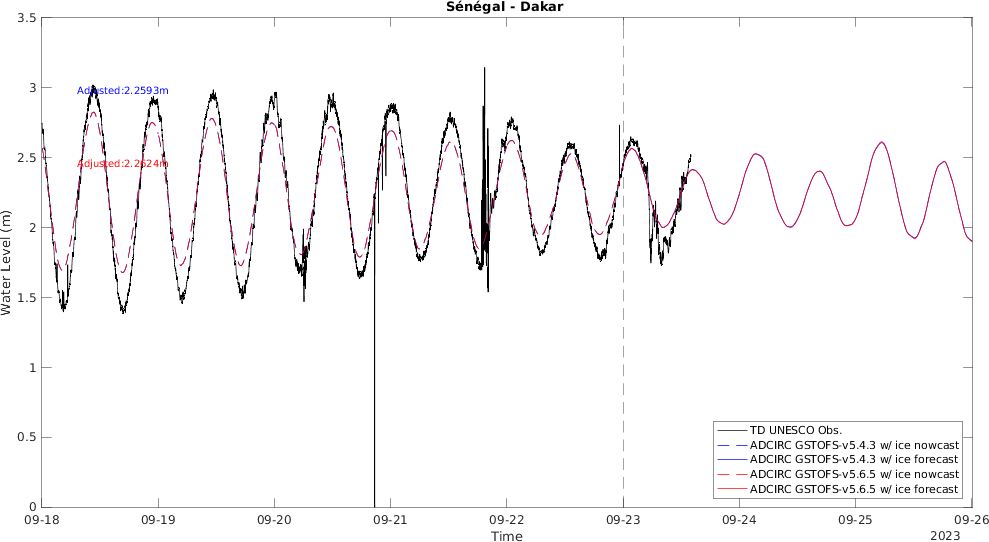 Sénégal - Dakar
3.5
3
2.5
2
1.5
1
0.5
0
Water Level (m)
Adjusted:2.2593m
Adjusted:2.2624m
TD UNESCO Obs.
ADCIRC GSTOFS-v5.4.3 w/ ice nowcast
ADCIRC GSTOFS-v5.4.3 w/ ice forecast
ADCIRC GSTOFS-v5.6.5 w/ ice nowcast
ADCIRC GSTOFS-v5.6.5 w/ ice forecast
09-18 09-19 09-20 09-21 09-22 09-23 09-24 09-25 09-26
Time
2023